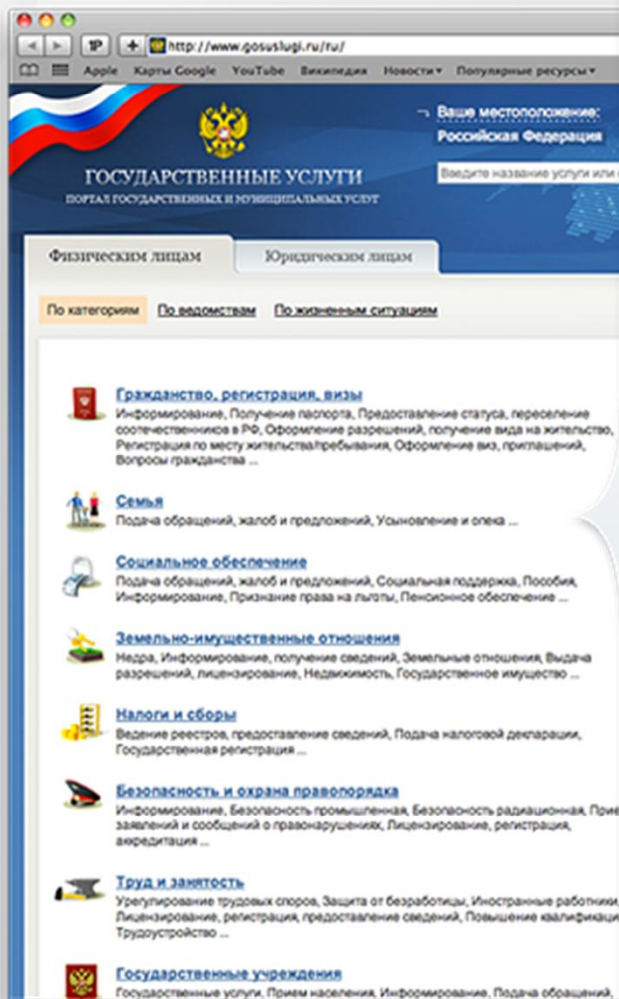 http://www.gosuslugi.ru/ru/
Apple Карты Google YouTube Википедия Новости Популярные ресурсы
Ваше местоположение:
Российская Федерация
ГОСУДАРСТВЕННЫЕ УСЛУГИ
ПОРТАЛ ГОСУДАРСТВЕННЫХ И МУНИЦИПАЛЬНЫХ УСЛУГ
Введите название услуги или
Физическим лицам Юридическим лицам
По категориям По ведомствам По жизненным ситуациям
Гражданство, регистрация, визы
Информирование, Получение паспорта, Предоставление статуса, переселение
соотечественников в РФ, Оформление разрешений, получение вида на жительство,
Регистрация по месту жительства/пребывания, Оформление виз, приглашений,
Вопросы гражданства ...
Семья
Подача обращений, жалоб и предложений, Усыновление и опека ...
Социальное обеспечение
Подача обращений, жалоб и предложений, Социальная поддержка, Пособия,
Информирование, Признание права на льготы, Пенсионное обеспечение ...
Земельно-имущественные отношения
Недра, Информирование, получение сведений, Земельные отношения, Выдача
разрешений, лицензирование, Недвижимость, Государственное имущество ...
Налоги и сборы
Ведение реестров, предоставление сведений, Подача налоговой декларации,
Государственная регистрация ...
Безопасность и охрана правопорядка
Информирование, Безопасность промышленная, Безопасность радиационная, Прие
заявлений и сообщений о правонарушениях, Лицензирование, регистрация,
аккредитация ...
Труд и занятость
Урегулирование трудовых споров, Защита от безработицы, Иностранные работники,
Лицензирование, регистрация, предоставление сведений, Повышение квалификаци
Трудоустройство ...
Государственные учреждения
Государственные услуги, Прием населения, Информирование, Подача обращений,